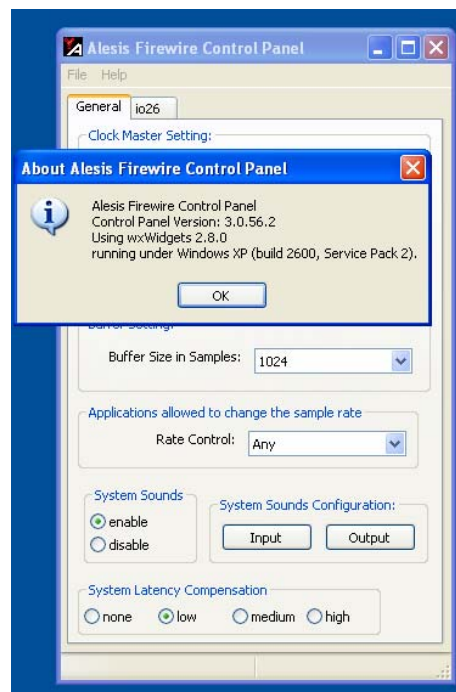 Alesis Firewire Control Panel
File Help
General io26
Clock Master Setting:
About Alesis Firewire Control Panel
Alesis Firewire Control Panel
Control Panel Version: 3.0.56.2
Using wxWidgets 2.8.0
running under Windows XP (build 2600, Service Pack 2).
OK
Buffer Setting:
Buffer Size in Samples: 1024
Applications allowed to change the sample rate
Rate Control: Any
System Sounds
enable
disable
System Sounds Configuration:
Input Output
System Latency Compensation
none low medium high